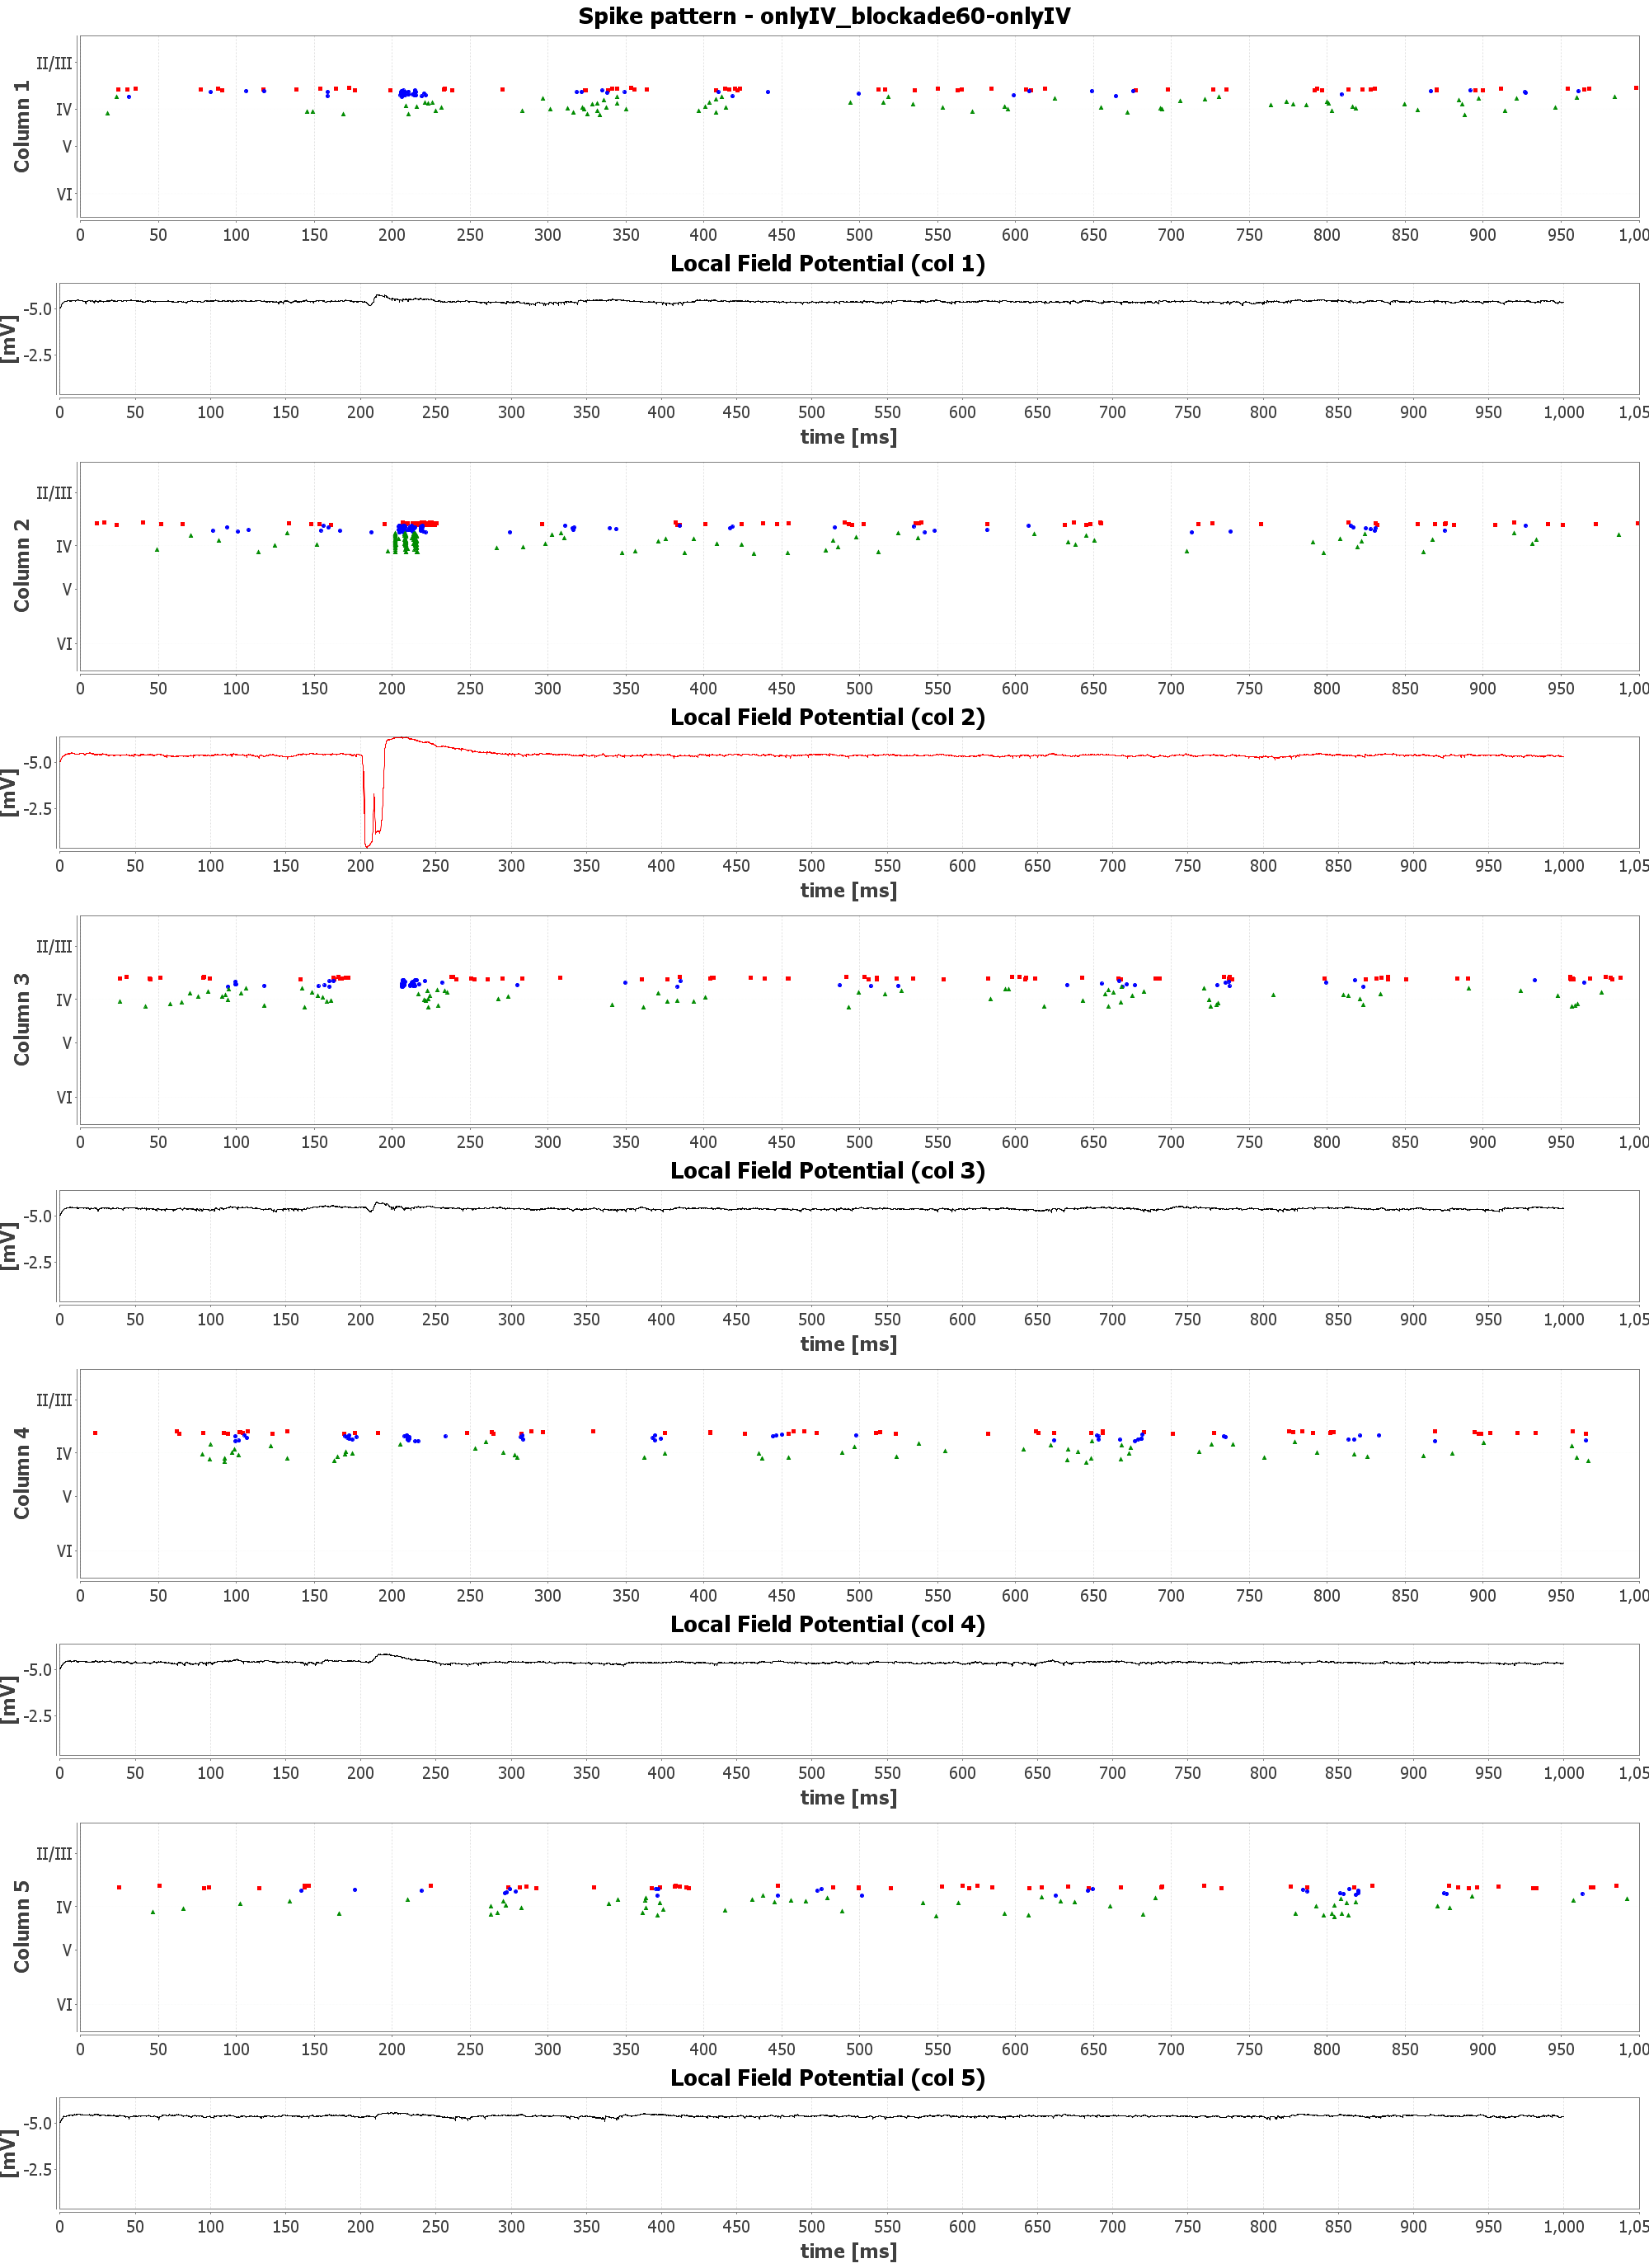 Spike pattern - onlyIV_blockade60-onlyIV
Column 1
II/III
IV
V
VI
0 50 100 150 200 250 300 350 400 450 500 550 600 650 700 750 800 850 900 950 1,00
Local Field Potential (col 1)
[mV]
-5.0
-2.5
0 50 100 150 200 250 300 350 400 450 500 550 600 650 700 750 800 850 900 950 1,000 1,05
time [ms]
Column 2
II/III
IV
V
VI
0 50 100 150 200 250 300 350 400 450 500 550 600 650 700 750 800 850 900 950 1,00
Local Field Potential (col 2)
[mV]
-5.0
-2.5
0 50 100 150 200 250 300 350 400 450 500 550 600 650 700 750 800 850 900 950 1,000 1,05
time [ms]
Column 3
II/III
IV
V
VI
0 50 100 150 200 250 300 350 400 450 500 550 600 650 700 750 800 850 900 950 1,00
Local Field Potential (col 3)
[mV]
-5.0
-2.5
0 50 100 150 200 250 300 350 400 450 500 550 600 650 700 750 800 850 900 950 1,000 1,05
time [ms]
Column 4
II/III
IV
V
VI
0 50 100 150 200 250 300 350 400 450 500 550 600 650 700 750 800 850 900 950 1,00
Local Field Potential (col 4)
[mV]
-5.0
-2.5
0 50 100 150 200 250 300 350 400 450 500 550 600 650 700 750 800 850 900 950 1,000 1,05
time [ms]
Column 5
II/III
IV
V
VI
0 50 100 150 200 250 300 350 400 450 500 550 600 650 700 750 800 850 900 950 1,00
Local Field Potential (col 5)
[mV]
-5.0
-2.5
0 50 100 150 200 250 300 350 400 450 500 550 600 650 700 750 800 850 900 950 1,000 1,05
time [ms]